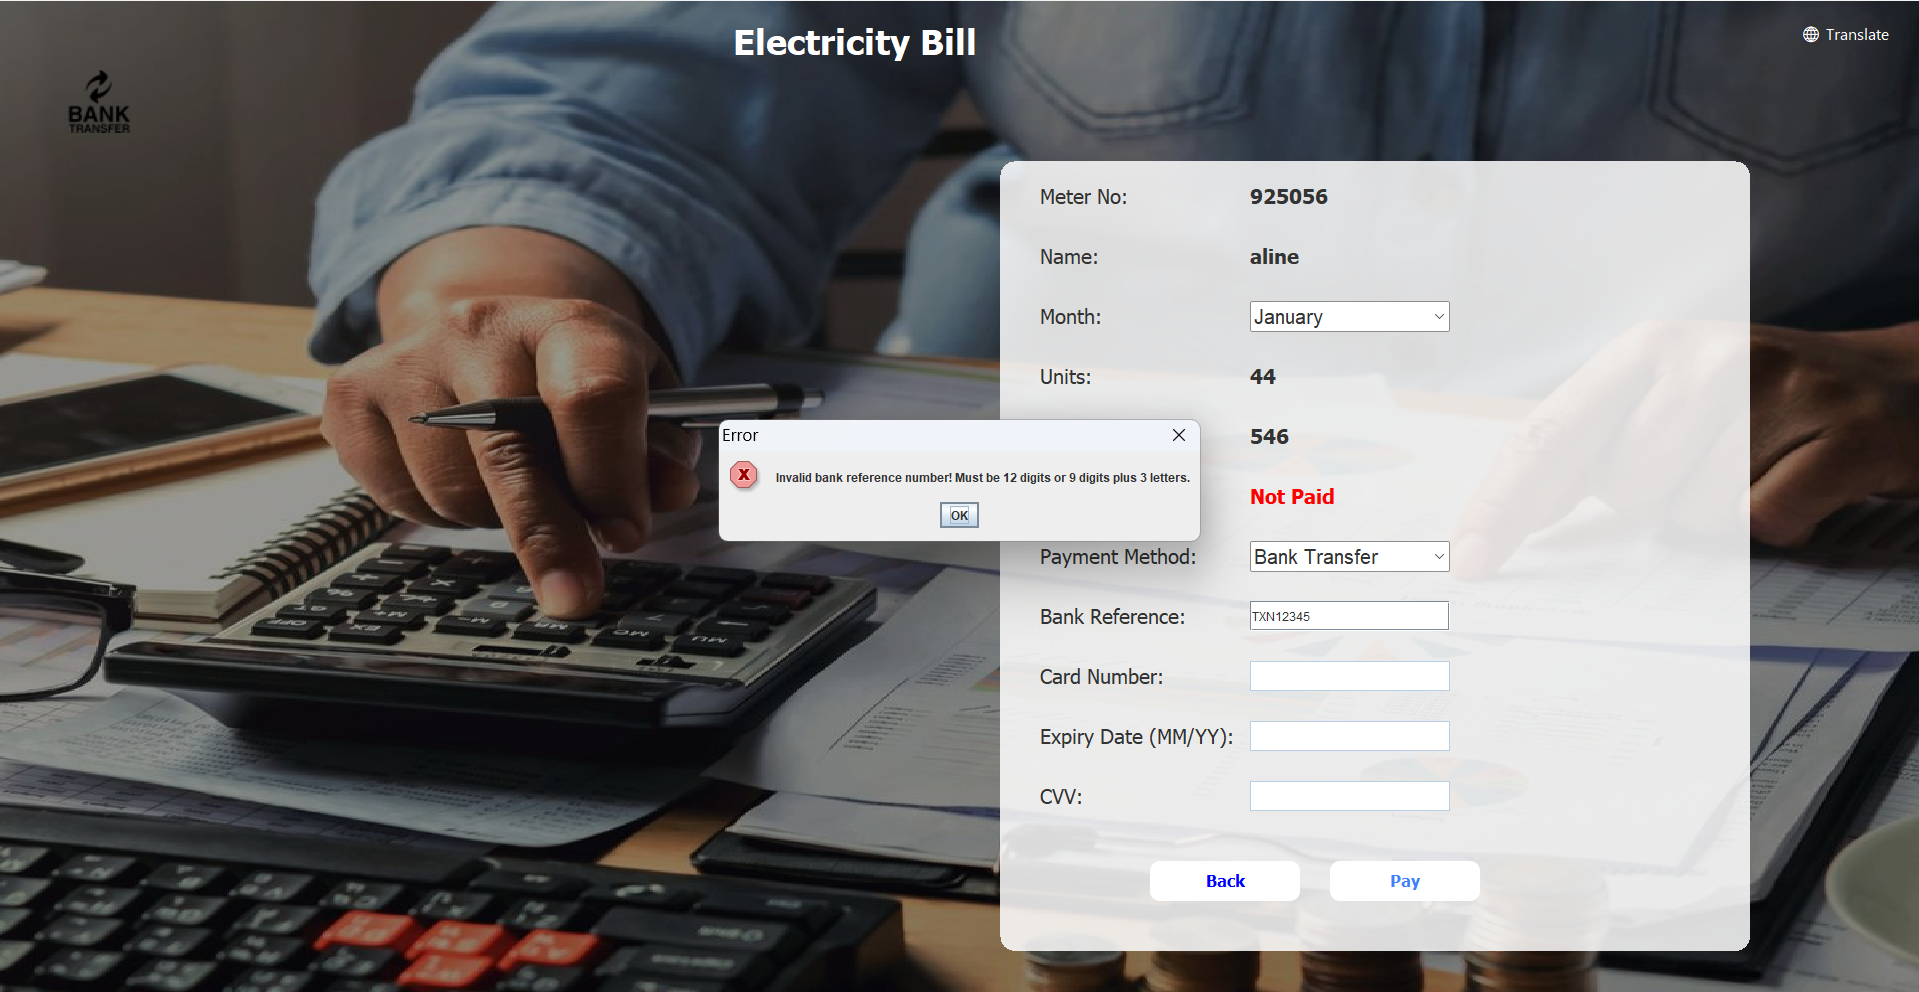 Electricity Bill
Translate
BANK
TRANSFER
Meter No: 925056
Name: aline
Month: January
Units: 44
546
Not Paid
Error
Invalid bank reference number! Must be 12 digits or 9 digits plus 3 letters.
OK
Payment Method: Bank Transfer
Bank Reference: TXN12345
Card Number:
Expiry Date (MM/YY):
CVV:
Back Pay